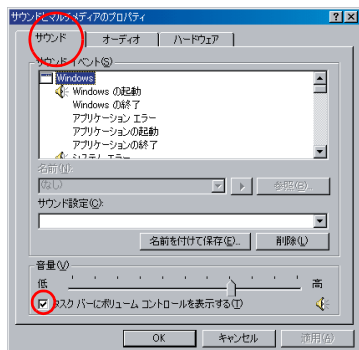 サウンドとマルチメディアのプロパティ
サウンド オーディオ ハードウェア
サウンド イベント(S)
Windows
Windows の起動
Windows の終了
アプリケーション エラー
アプリケーションの起動
アプリケーションの終了
システム エラー
名前(N):
(なし) 参照(B)...
サウンド設定(C):
名前を付けて保存(E)... 削除(L)
音量(V)
低 高
タスク バーにボリューム コントロールを表示する(T)
OK キャンセル 適用(A)